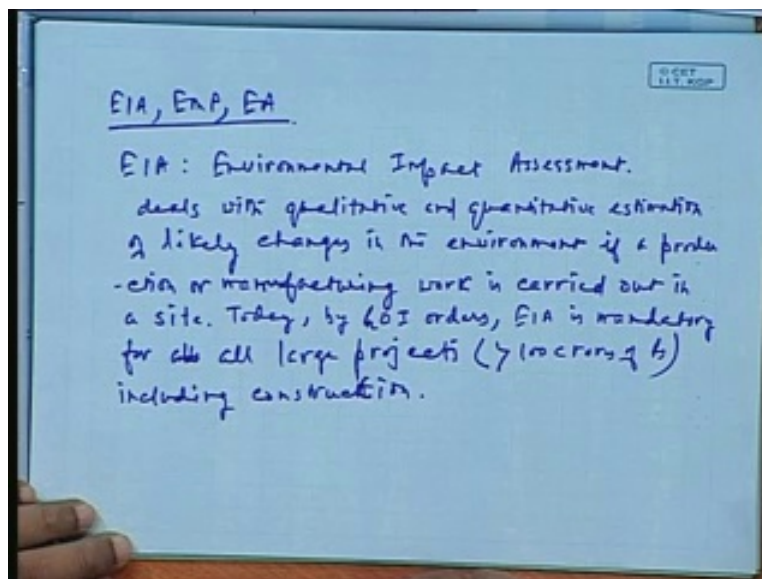 © CET
I.I.T. KGP
EIA, EMP, EA
EIA : Environmental Impact Assessment.
deals with qualitative and quantitative estimation
of likely changes in the environment if a produ
-ction or manufacturing work is carried out in
a site. Today, by GOI orders, EIA is mandatory
for all large projects (> 100 crores of Rs)
including construction.